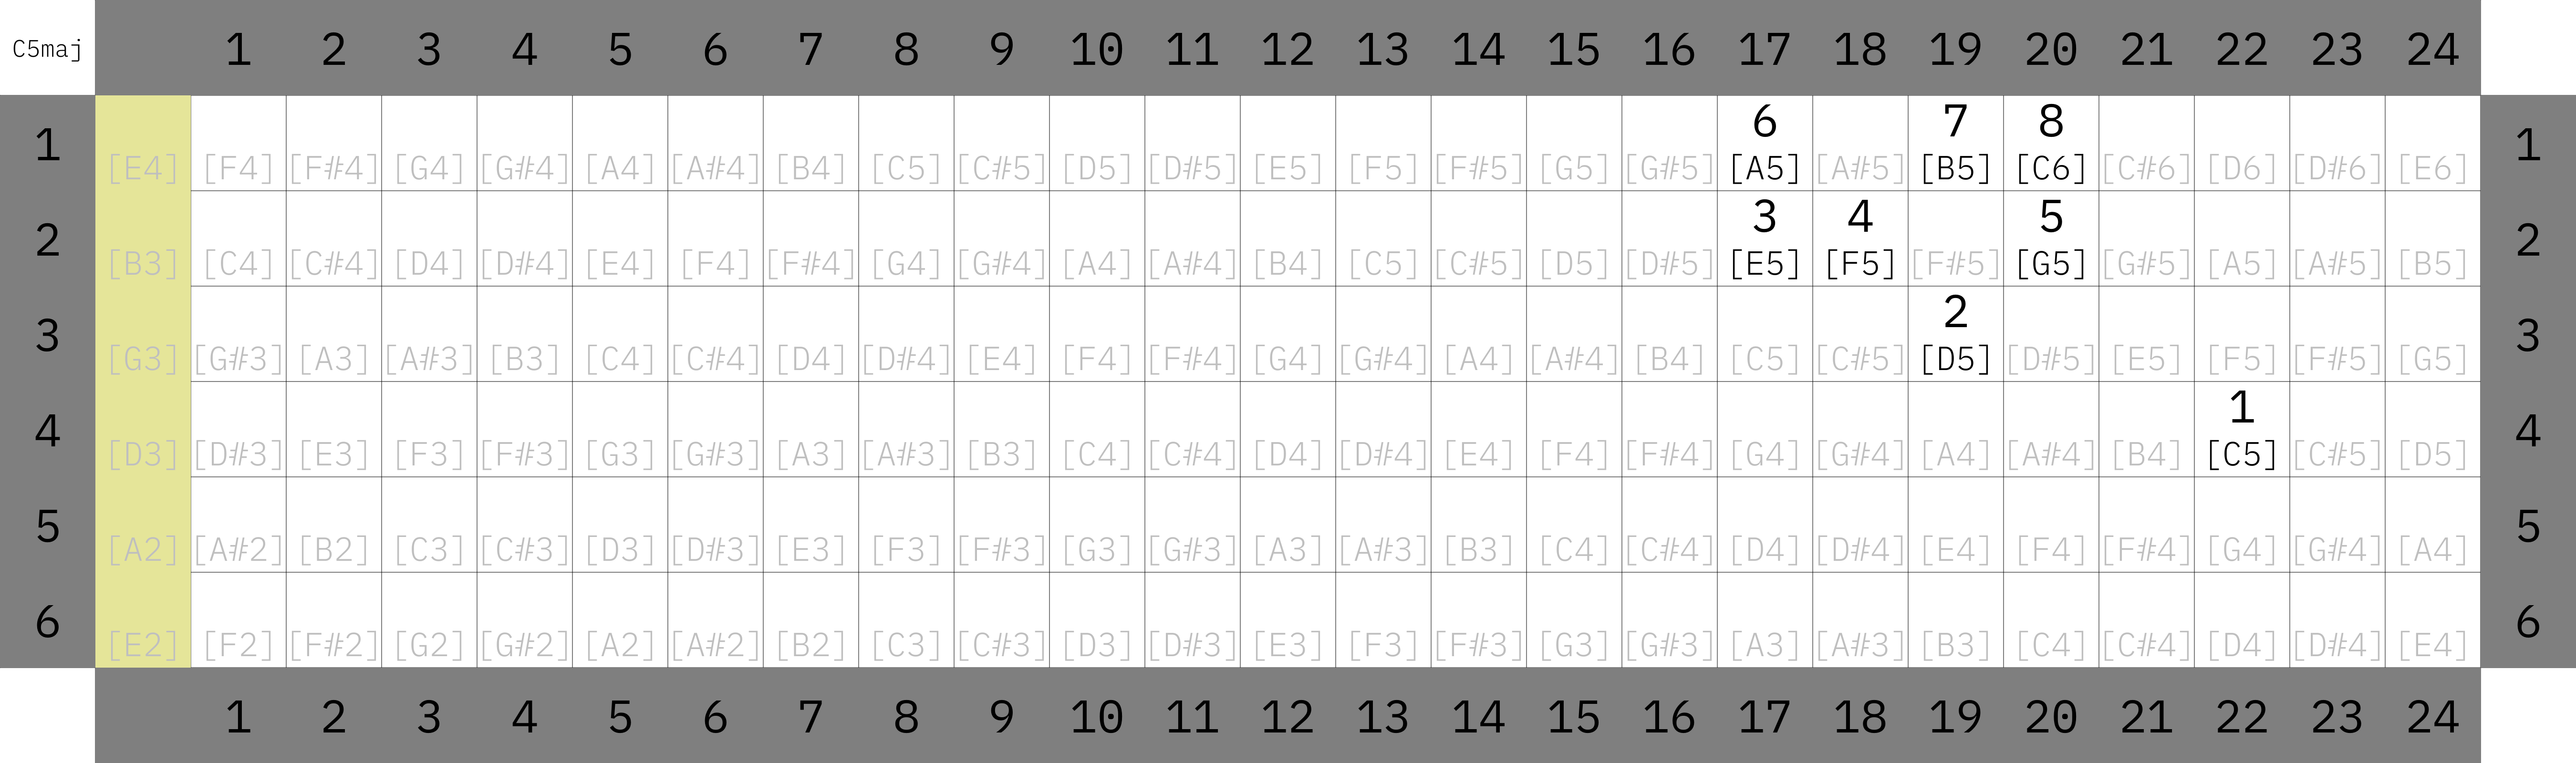 C5maj 1 2 3 4 5 6 7 8 9 10 11 12 13 14 15 16 17 18 19 20 21 22 23 24
6 7 8
1 [E4] [F4] [F#4] [G4] [G#4] [A4] [A#4] [B4] [C5] [C#5] [D5] [D#5] [E5] [F5] [F#5] [G5] [G#5] [A5] [A#5] [B5] [C6] [C#6] [D6] [D#6] [E6] 1
3 4 5
2 [B3] [C4] [C#4] [D4] [D#4] [E4] [F4] [F#4] [G4] [G#4] [A4] [A#4] [B4] [C5] [C#5] [D5] [D#5] [E5] [F5] [F#5] [G5] [G#5] [A5] [A#5] [B5] 2
2
3 [G3] [G#3] [A3] [A#3] [B3] [C4] [C#4] [D4] [D#4] [E4] [F4] [F#4] [G4] [G#4] [A4] [A#4] [B4] [C5] [C#5] [D5] [D#5] [E5] [F5] [F#5] [G5] 3
1
4 [D3] [D#3] [E3] [F3] [F#3] [G3] [G#3] [A3] [A#3] [B3] [C4] [C#4] [D4] [D#4] [E4] [F4] [F#4] [G4] [G#4] [A4] [A#4] [B4] [C5] [C#5] [D5] 4
5 [A2] [A#2] [B2] [C3] [C#3] [D3] [D#3] [E3] [F3] [F#3] [G3] [G#3] [A3] [A#3] [B3] [C4] [C#4] [D4] [D#4] [E4] [F4] [F#4] [G4] [G#4] [A4] 5
6 [E2] [F2] [F#2] [G2] [G#2] [A2] [A#2] [B2] [C3] [C#3] [D3] [D#3] [E3] [F3] [F#3] [G3] [G#3] [A3] [A#3] [B3] [C4] [C#4] [D4] [D#4] [E4] 6
1 2 3 4 5 6 7 8 9 10 11 12 13 14 15 16 17 18 19 20 21 22 23 24